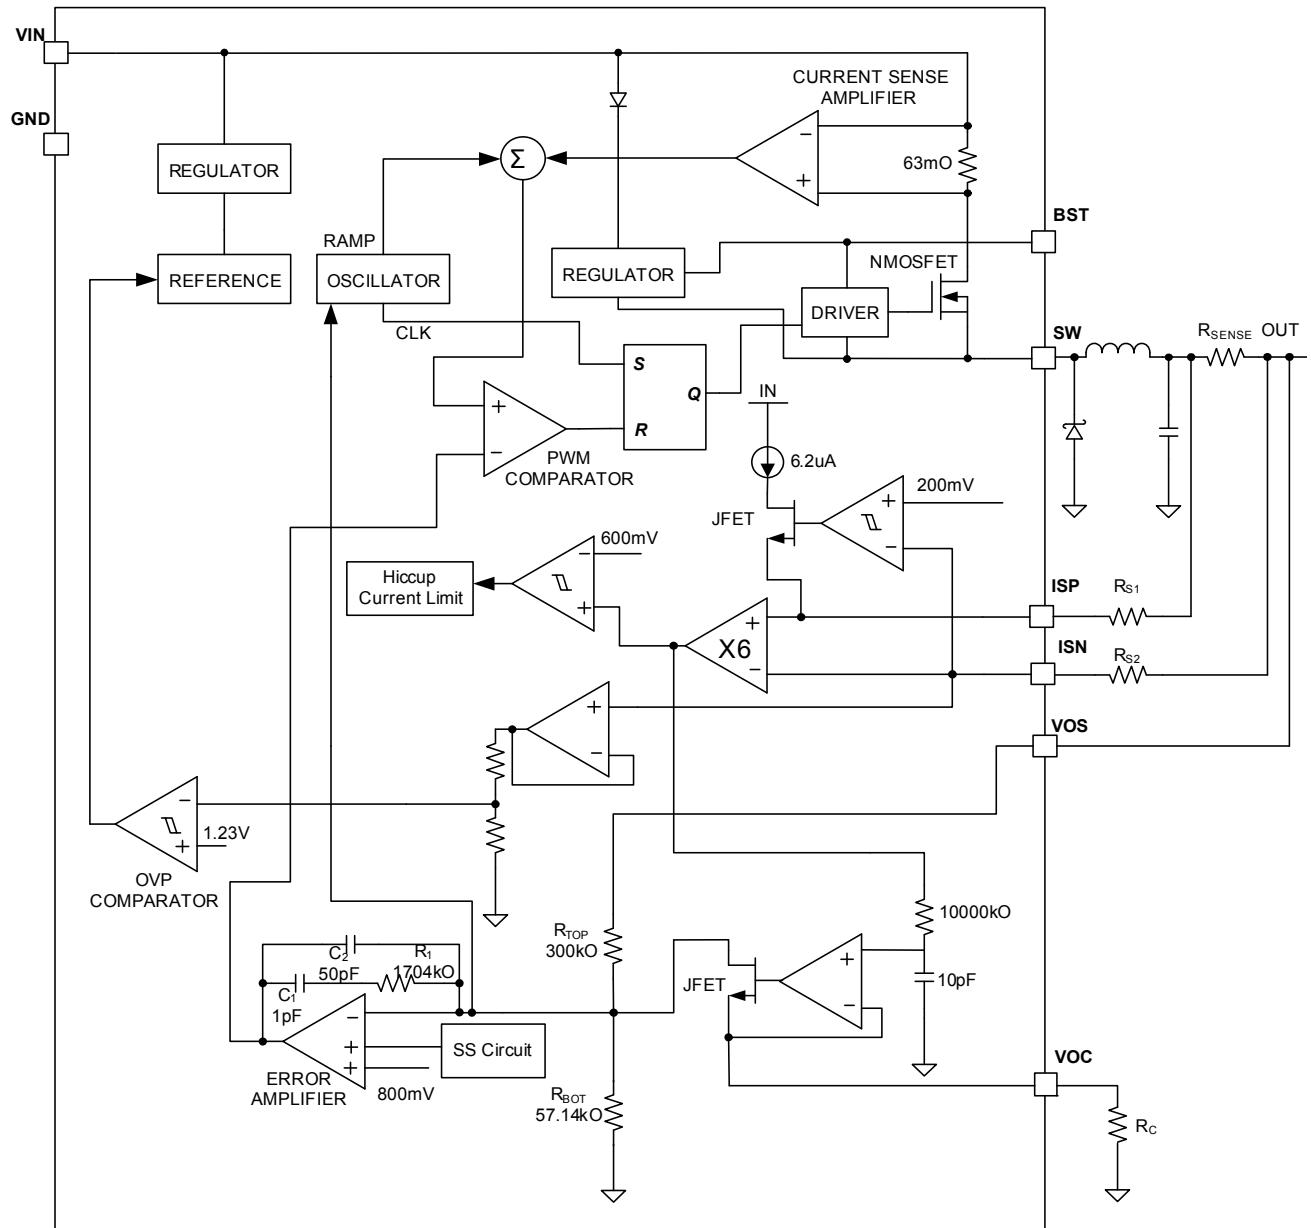 VIN
GND
REGULATOR
REFERENCE
RAMP
OSCILLATOR
CLK
Σ
CURRENT SENSE
AMPLIFIER
−
+
63mO
BST
REGULATOR
NMOSFET
DRIVER
SW
RSENSE OUT
S
R
Q
+
−
PWM
COMPARATOR
IN
6.2uA
JFET
+
−
200mV
600mV
−
+
Hiccup
Current Limit
ISP
RS1
+
X6
−
ISN
RS2
+
−
VOS
−
+
1.23V
OVP
COMPARATOR
RTOP
300kO
10000kO
JFET
+
−
10pF
C2
50pF
R1
1704kO
C1
1pF
−
+
+
SS Circuit
800mV
ERROR
AMPLIFIER
RBOT
57.14kO
VOC
RC